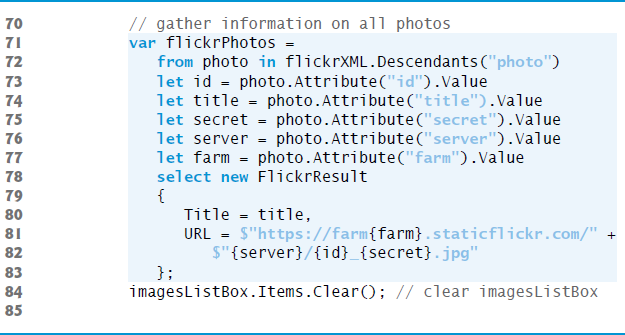 70 // gather information on all photos
71 var flickrPhotos =
72 from photo in flickrXML.Descendants("photo")
73 let id = photo.Attribute("id").Value
74 let title = photo.Attribute("title").Value
75 let secret = photo.Attribute("secret").Value
76 let server = photo.Attribute("server").Value
77 let farm = photo.Attribute("farm").Value
78 select new FlickrResult
79 {
80 Title = title,
81 URL = $"https://farm{farm}.staticflickr.com/" +
82 $"{server}/{id}_{secret}.jpg"
83 };
84 imagesListBox.Items.Clear(); // clear imagesListBox
85